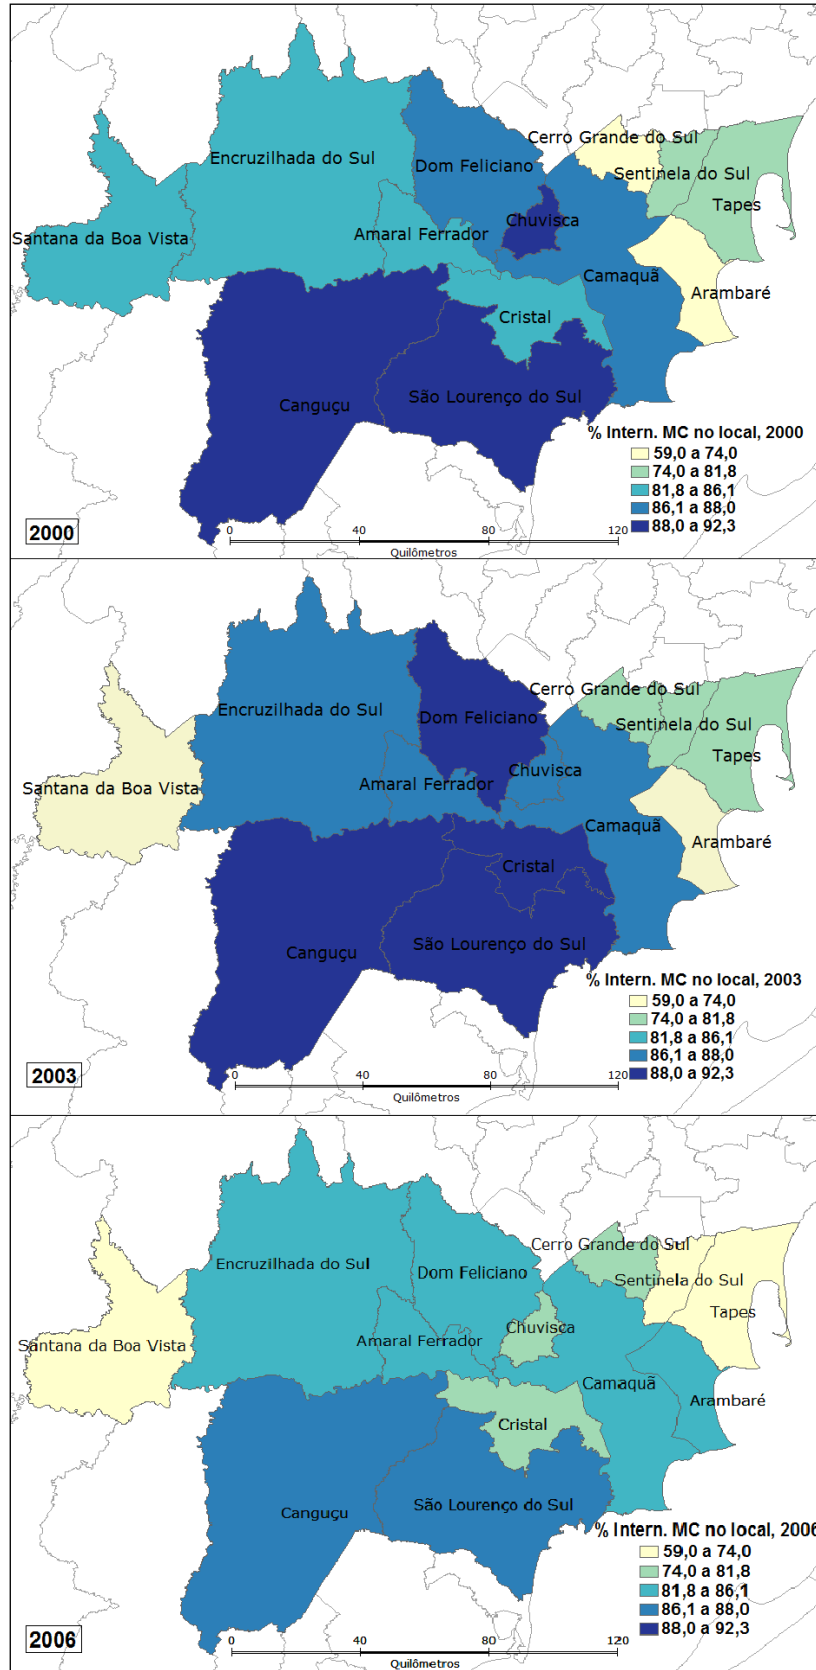 Cerro Grande do Sul
Encruzilhada do Sul
Dom Feliciano
Sentinela do Sul
Tapes
Chuvisca
Santana da Boa Vista
Amaral Ferrador
Camaquã
Arambaré
Cristal
Canguçu
São Lourenço do Sul
% Intern. MC no local, 2000
59,0 a 74,0
74,0 a 81,8
81,8 a 86,1
86,1 a 88,0
88,0 a 92,3
2000
0 40 80 120
Quilômetros
Cerro Grande do Sul
Encruzilhada do Sul
Dom Feliciano
Sentinela do Sul
Tapes
Chuvisca
Santana da Boa Vista
Amaral Ferrador
Camaquã
Arambaré
Cristal
Canguçu
São Lourenço do Sul
% Intern. MC no local, 2003
59,0 a 74,0
74,0 a 81,8
81,8 a 86,1
86,1 a 88,0
88,0 a 92,3
2003
0 40 80 120
Quilômetros
Cerro Grande do Sul
Encruzilhada do Sul
Dom Feliciano
Sentinela do Sul
Tapes
Chuvisca
Santana da Boa Vista
Amaral Ferrador
Camaquã
Arambaré
Cristal
Canguçu
São Lourenço do Sul
% Intern. MC no local, 2006
59,0 a 74,0
74,0 a 81,8
81,8 a 86,1
86,1 a 88,0
88,0 a 92,3
2006
0 40 80 120
Quilômetros